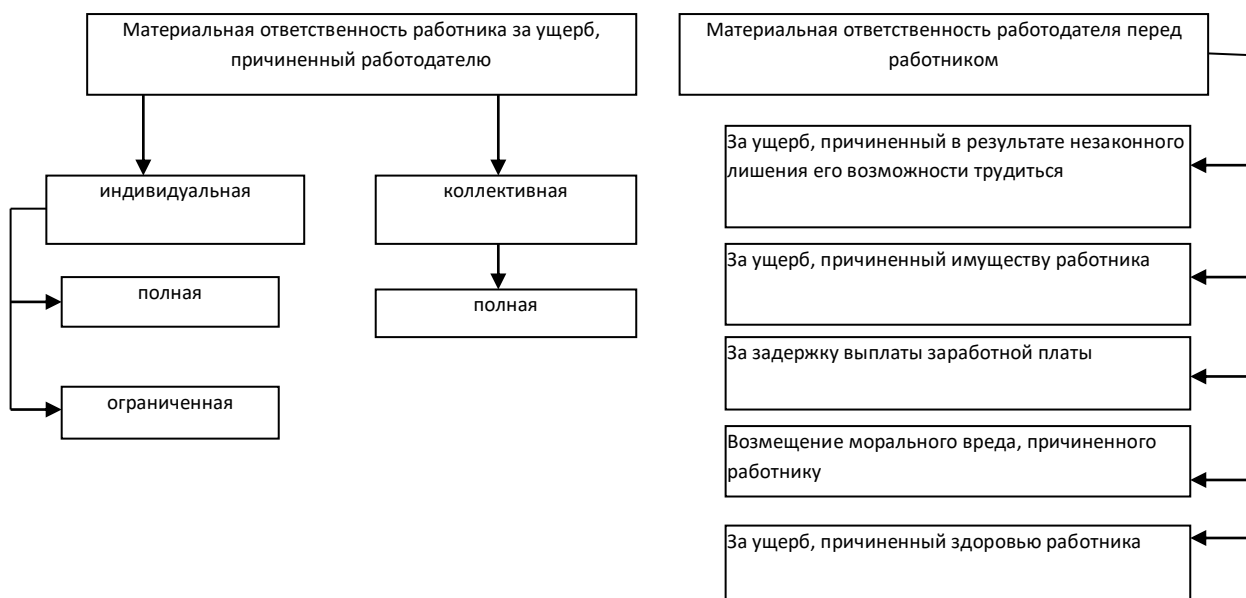 Материальная ответственность работника за ущерб,
причиненный работодателю
индивидуальная
коллективная
полная
полная
ограниченная
Материальная ответственность работодателя перед
работником
За ущерб, причиненный в результате незаконного
лишения его возможности трудиться
За ущерб, причиненный имуществу работника
За задержку выплаты заработной платы
Возмещение морального вреда, причиненного
работнику
За ущерб, причиненный здоровью работника